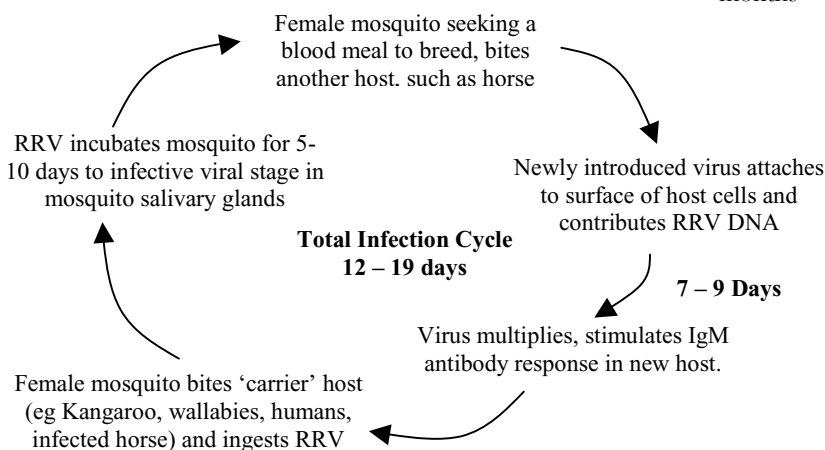 months
Female mosquito seeking a
blood meal to breed, bites
another host, such as horse
Newly introduced virus attaches
to surface of host cells and
contributes RRV DNA
7 – 9 Days
Virus multiplies, stimulates IgM
antibody response in new host.
Female mosquito bites ‘carrier’ host
(eg Kangaroo, wallabies, humans,
infected horse) and ingests RRV
RRV incubates mosquito for 5-
10 days to infective viral stage in
mosquito salivary glands
Total Infection Cycle
12 – 19 days